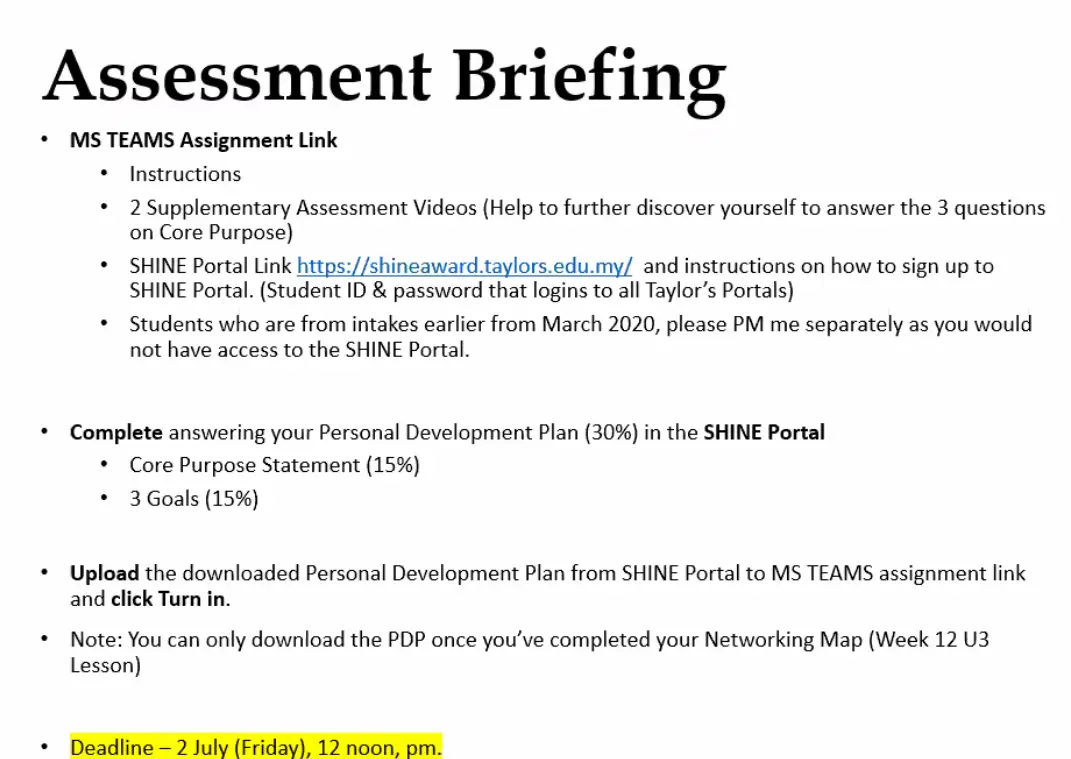 Assessment Briefing
• MS TEAMS Assignment Link
• Instructions
• 2 Supplementary Assessment Videos (Help to further discover yourself to answer the 3 questions
on Core Purpose)
• SHINE Portal Link https://shineaward.taylors.edu.my/ and instructions on how to sign up to
SHINE Portal. (Student ID & password that logins to all Taylor’s Portals)
• Students who are from intakes earlier from March 2020, please PM me separately as you would
not have access to the SHINE Portal.
• Complete answering your Personal Development Plan (30%) in the SHINE Portal
• Core Purpose Statement (15%)
• 3 Goals (15%)
• Upload the downloaded Personal Development Plan from SHINE Portal to MS TEAMS assignment link
and click Turn in.
• Note: You can only download the PDP once you’ve completed your Networking Map (Week 12 U3
Lesson)
• Deadline – 2 July (Friday), 12 noon, pm.